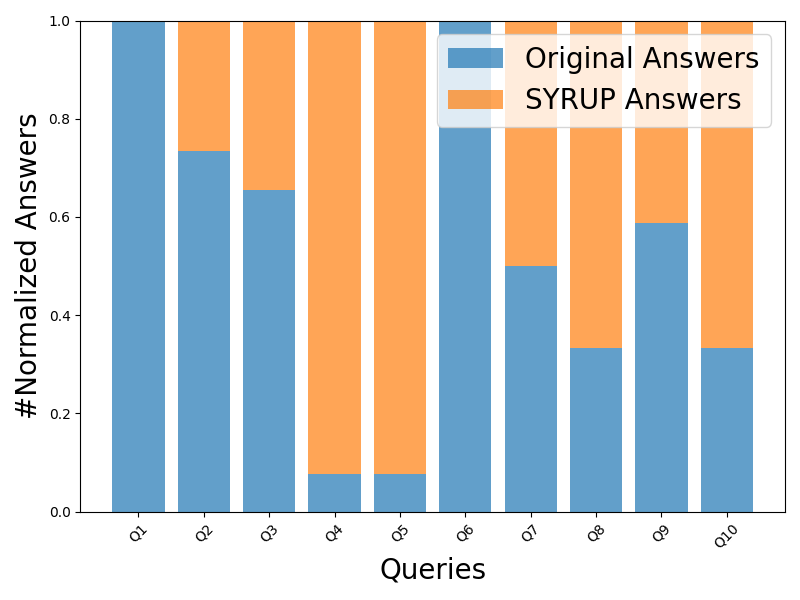 1.0
0.8
0.6
0.4
0.2
0.0
#Normalized Answers
Original Answers
SYRUP Answers
Q1 Q2 Q3 Q4 Q5 Q6 Q7 Q8 Q9 Q10
Queries